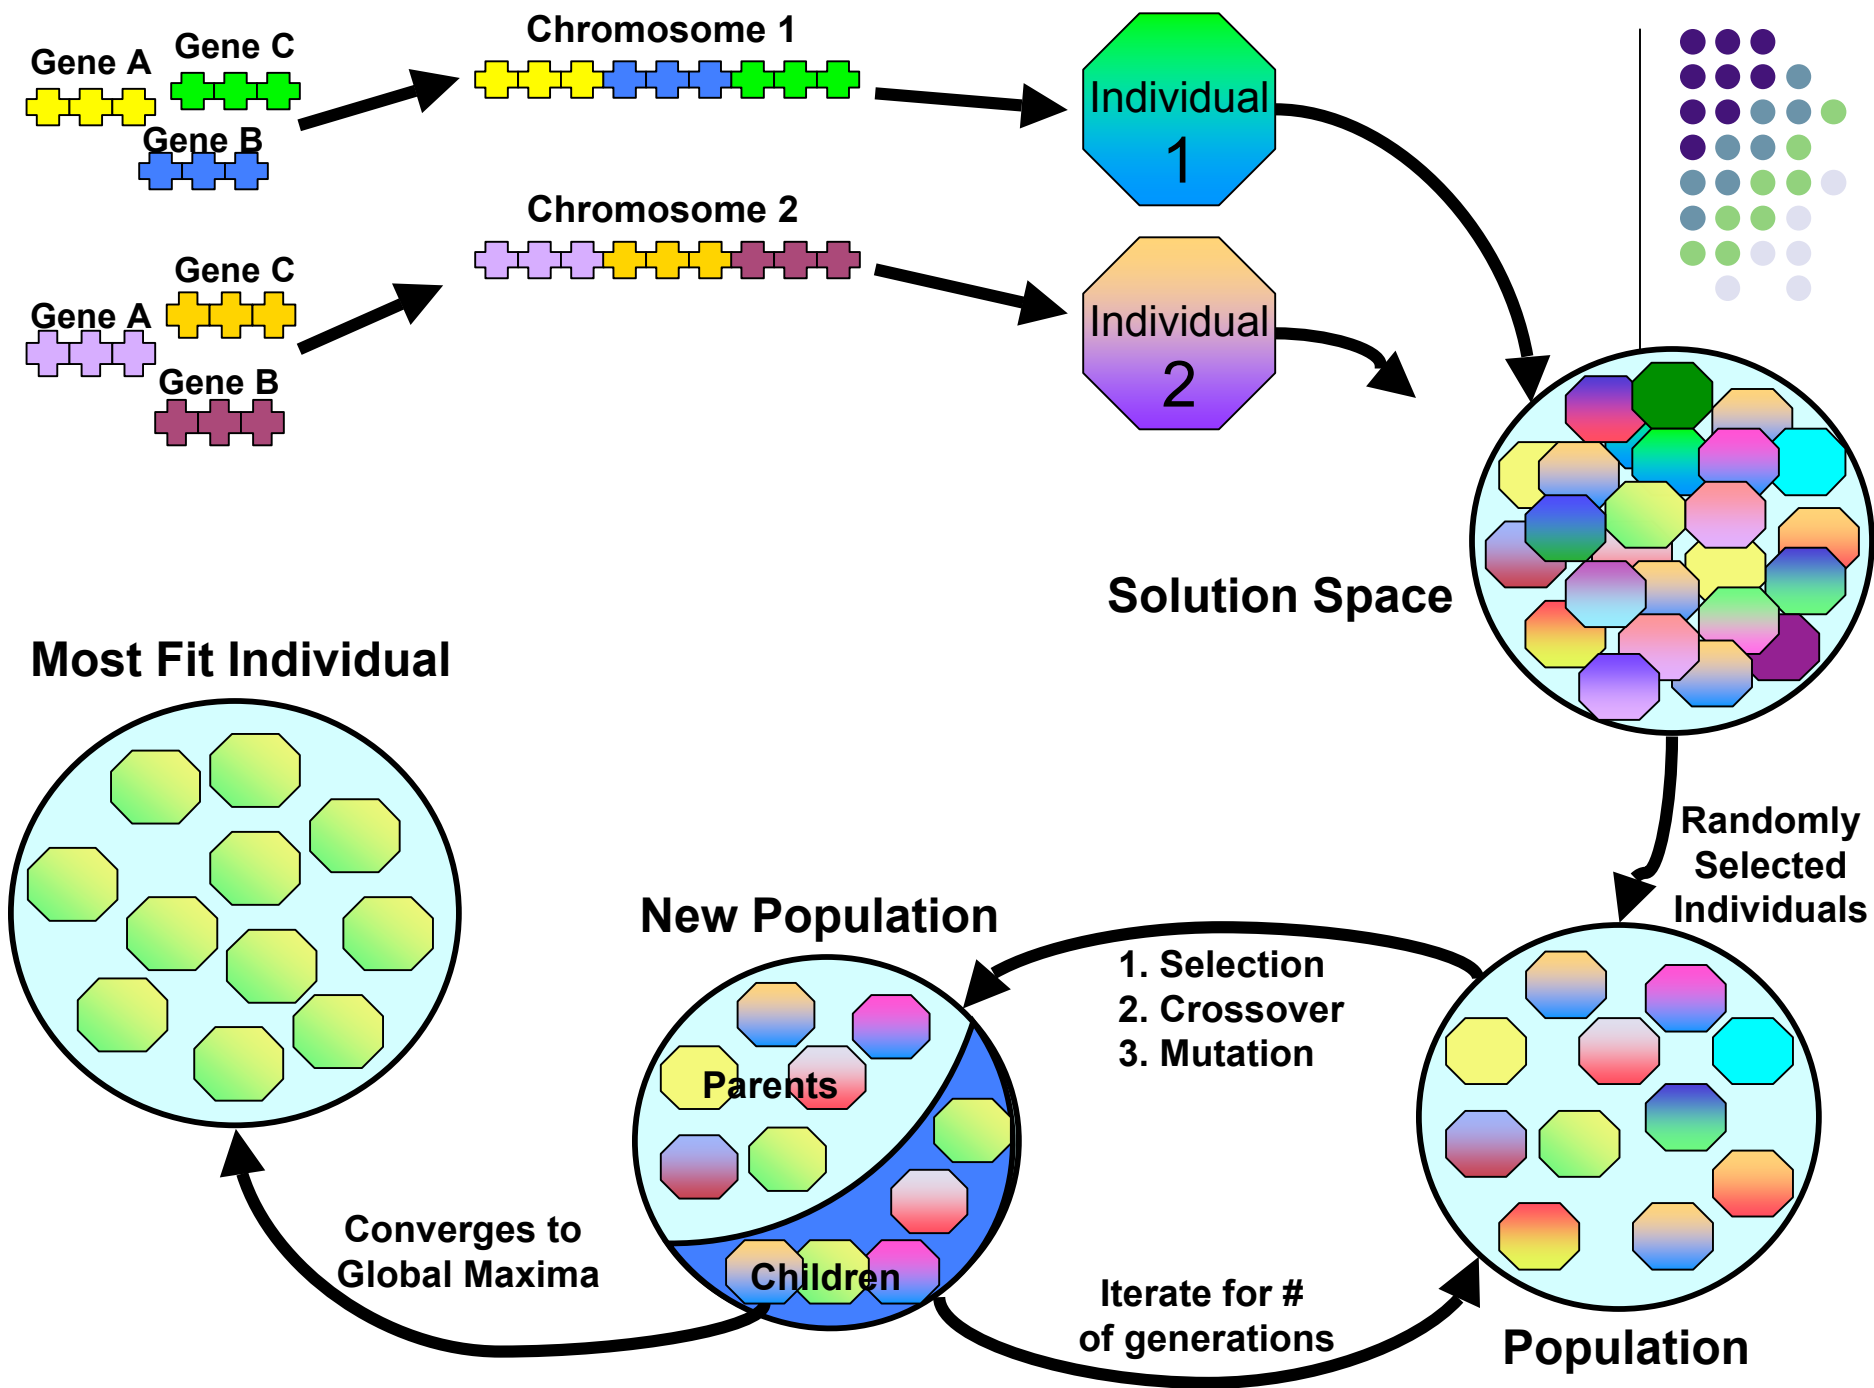 Gene A
Gene C
Gene B
Chromosome 1
Individual
1
Gene C
Gene A
Gene B
Chromosome 2
Individual
2
Solution Space
Randomly
Selected
Individuals
Population
1. Selection
2. Crossover
3. Mutation
New Population
Parents
Children
Iterate for #
of generations
Converges to
Global Maxima
Most Fit Individual